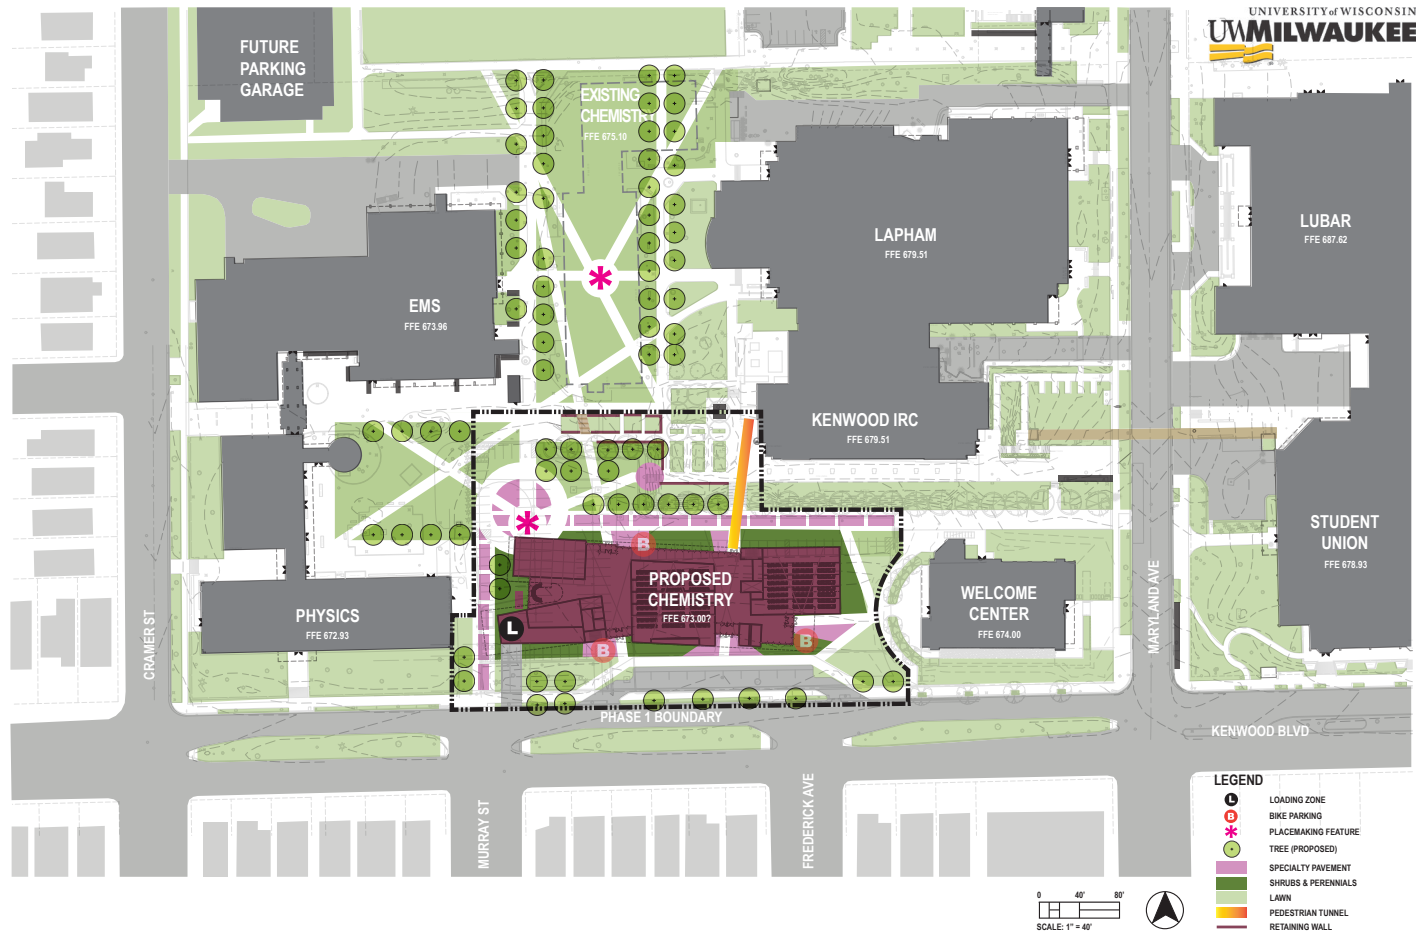 UNIVERSITY of WISCONSIN
UWMILWAUKEE
FUTURE
PARKING
GARAGE
EXISTING
CHEMISTRY
FFE 675.10
LAPHAM
FFE 679.51
LUBAR
FFE 687.62
EMS
FFE 673.96
KENWOOD IRC
FFE 679.51
STUDENT
UNION
FFE 678.93
PROPOSED
CHEMISTRY
FFE 673.00?
B
B
B
L
WELCOME
CENTER
FFE 674.00
PHYSICS
FFE 672.93
CRAMER ST
MARYLAND AVE
PHASE 1 BOUNDARY
KENWOOD BLVD
MURRAY ST
FREDERICK AVE
LEGEND
L LOADING ZONE
B BIKE PARKING
PLACEMAKING FEATURE
TREE (PROPOSED)
SPECIALTY PAVEMENT
SHRUBS & PERENNIALS
LAWN
PEDESTRIAN TUNNEL
RETAINING WALL
0 40' 80'
SCALE: 1" = 40'